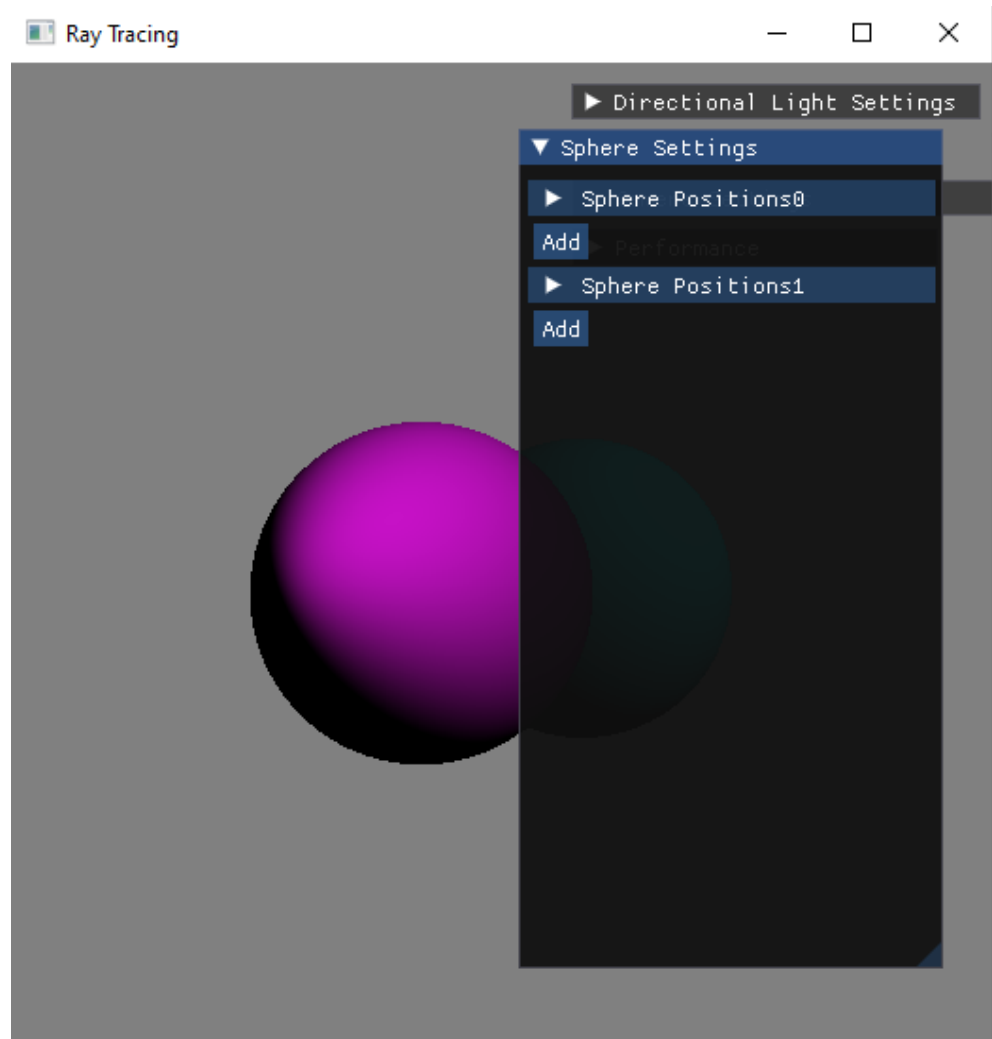 Ray Tracing
Directional Light Settings
Sphere Settings
Sphere Positions0
Add
Performance
Sphere Positions1
Add